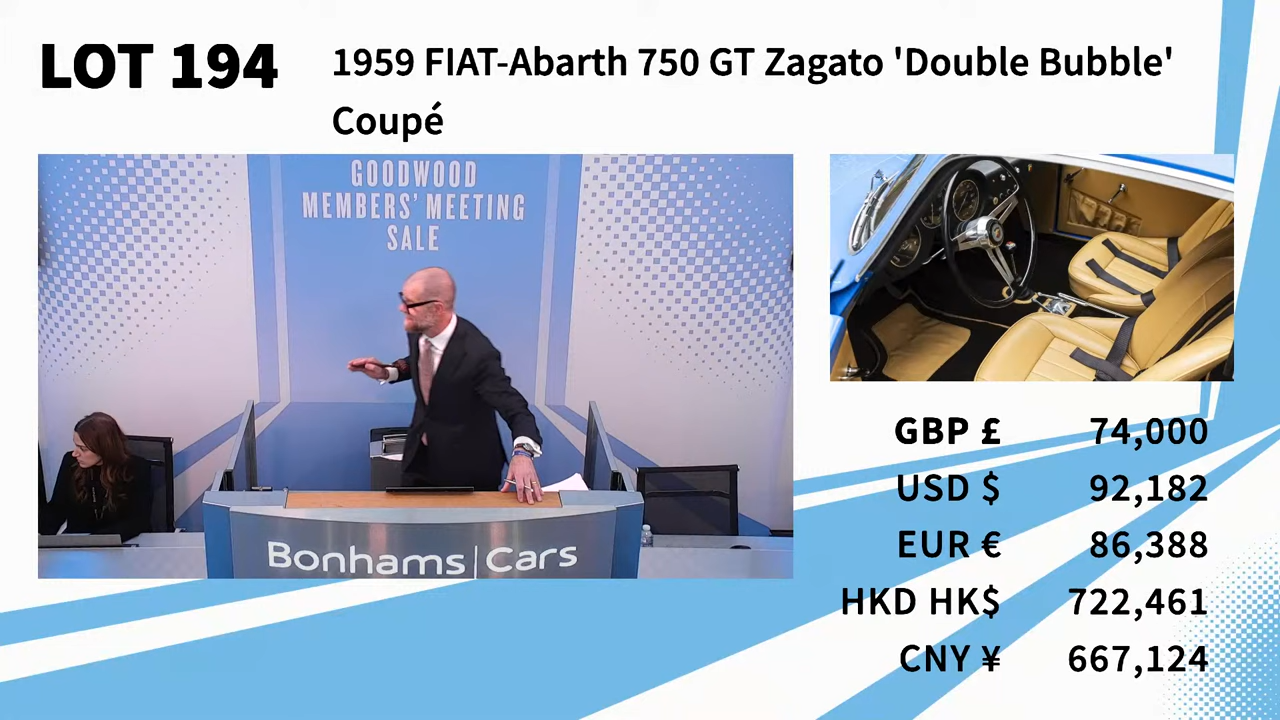 LOT 194
1959 FIAT-Abarth 750 GT Zagato 'Double Bubble'
Coupé
GOODWOOD
MEMBERS' MEETING
SALE
Bonhams|Cars
GBP £ 74,000
USD $ 92,182
EUR € 86,388
HKD HK$ 722,461
CNY ¥ 667,124